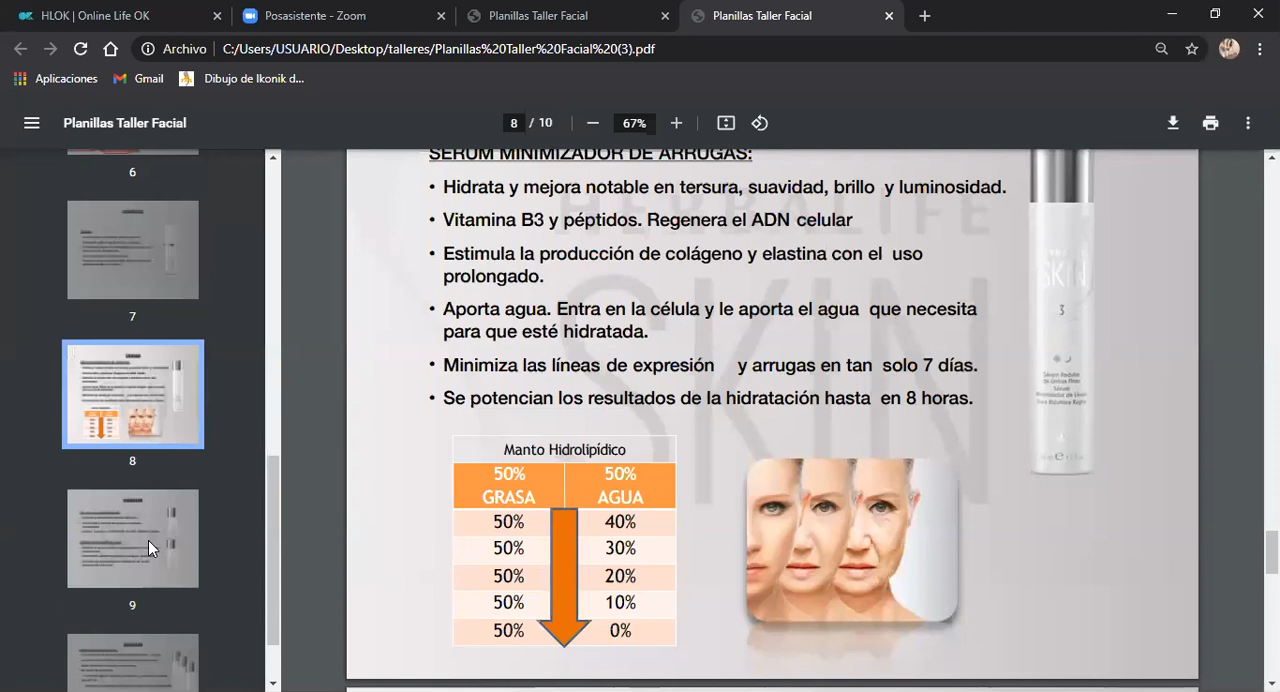 HLOK | Online Life OK
Posasistente - Zoom
Planillas Taller Facial
Planillas Taller Facial
Archivo
C:/Users/USUARIO/Desktop/talleres/Planillas%20Taller%20Facial%20(3).pdf
Aplicaciones
Gmail
Dibujo de Ikonik d...
Planillas Taller Facial
8 / 10
67%
6
7
8
9
SERUM MINIMIZADOR DE ARRUGAS:
• Hidrata y mejora notable en tersura, suavidad, brillo y luminosidad.
• Vitamina B3 y péptidos. Regenera el ADN celular
• Estimula la producción de colágeno y elastina con el uso
prolongado.
• Aporta agua. Entra en la célula y le aporta el agua que necesita
para que esté hidratada.
• Minimiza las líneas de expresión y arrugas en tan solo 7 días.
• Se potencian los resultados de la hidratación hasta en 8 horas.
HERBALIFE
SKIN
SKIN
3
Manto Hidrolipídico
50% 50%
GRASA AGUA
50% 40%
50% 30%
50% 20%
50% 10%
50% 0%